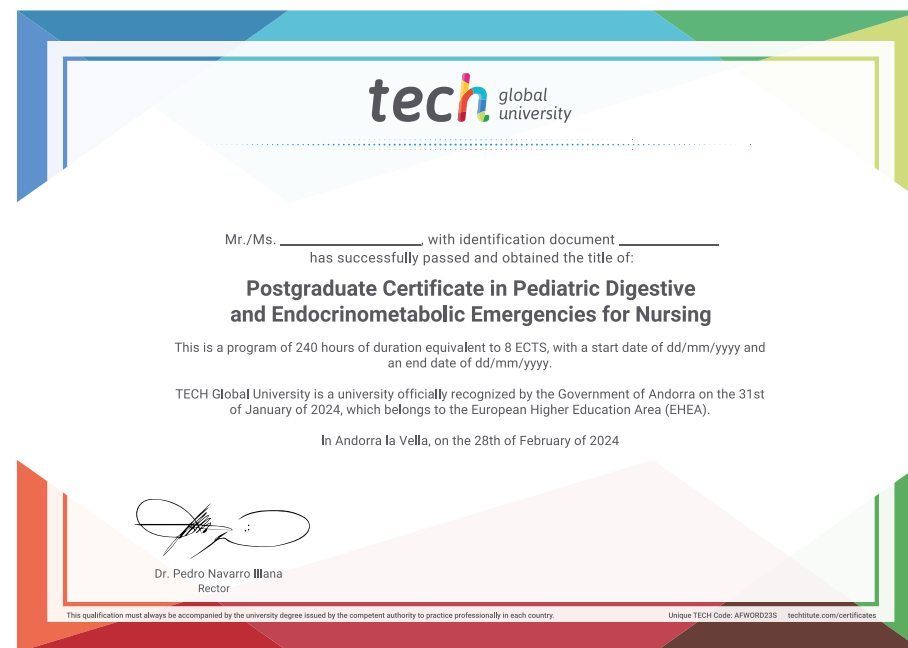 tech global
university
Mr./Ms. ____________________, with identification document ______________
has successfully passed and obtained the title of:
Postgraduate Certificate in Pediatric Digestive
and Endocrinometabolic Emergencies for Nursing
This is a program of 240 hours of duration equivalent to 8 ECTS, with a start date of dd/mm/yyyy and
an end date of dd/mm/yyyy.
TECH Global University is a university officially recognized by the Government of Andorra on the 31st
of January of 2024, which belongs to the European Higher Education Area (EHEA).
In Andorra la Vella, on the 28th of February of 2024
Dr. Pedro Navarro Illana
Rector
This qualification must always be accompanied by the university degree issued by the competent authority to practice professionally in each country.
Unique TECH Code: AFWORD23S techtitute.com/certificates